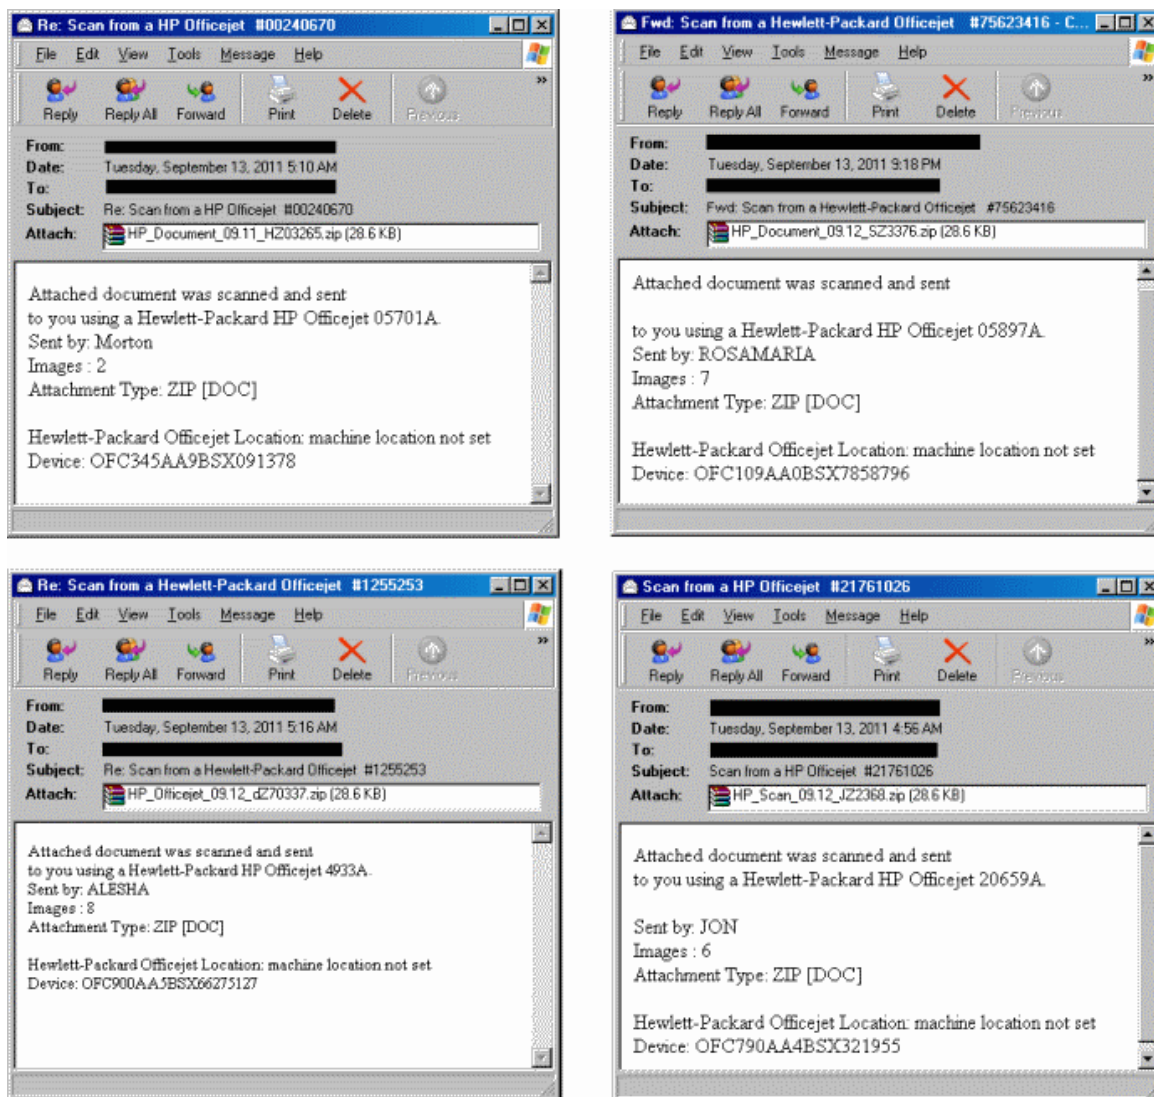 Re: Scan from a HP Officejet #00240670
File Edit View Tools Message Help
Reply Reply All Forward Print Delete Previous
From:
Date: Tuesday, September 13, 2011 5:10 AM
To:
Subject: Re: Scan from a HP Officejet #00240670
Attach: HP_Document_09.11_HZ03265.zip (28.6 KB)
Attached document was scanned and sent
to you using a Hewlett-Packard HP Officejet 05701A.
Sent by: Morton
Images : 2
Attachment Type: ZIP [DOC]
Hewlett-Packard Officejet Location: machine location not set
Device: OFC345AA9BSX091378
Fwd: Scan from a Hewlett-Packard Officejet #75623416 - C...
File Edit View Tools Message Help
Reply Reply All Forward Print Delete Previous
From:
Date: Tuesday, September 13, 2011 9:18 PM
To:
Subject: Fwd: Scan from a Hewlett-Packard Officejet #75623416
Attach: HP_Document_09.12_SZ3376.zip (28.6 KB)
Attached document was scanned and sent
to you using a Hewlett-Packard HP Officejet 05897A.
Sent by: ROSAMARIA
Images : 7
Attachment Type: ZIP [DOC]
Hewlett-Packard Officejet Location: machine location not set
Device: OFC109AA0BSX7858796
Re: Scan from a Hewlett-Packard Officejet #1255253
File Edit View Tools Message Help
Reply Reply All Forward Print Delete Previous
From:
Date: Tuesday, September 13, 2011 5:16 AM
To:
Subject: Re: Scan from a Hewlett-Packard Officejet #1255253
Attach: HP_Officejet_09.12_dZ70337.zip (28.6 KB)
Attached document was scanned and sent
to you using a Hewlett-Packard HP Officejet 4933A.
Sent by: ALESHA
Images : 8
Attachment Type: ZIP [DOC]
Hewlett-Packard Officejet Location: machine location not set
Device: OFC900AA5BSX66275127
Scan from a HP Officejet #21761026
File Edit View Tools Message Help
Reply Reply All Forward Print Delete Previous
From:
Date: Tuesday, September 13, 2011 4:56 AM
To:
Subject: Scan from a HP Officejet #21761026
Attach: HP_Scan_09.12_JZ2368.zip (28.6 KB)
Attached document was scanned and sent
to you using a Hewlett-Packard HP Officejet 20659A.
Sent by: JON
Images : 6
Attachment Type: ZIP [DOC]
Hewlett-Packard Officejet Location: machine location not set
Device: OFC790AA4BSX321955